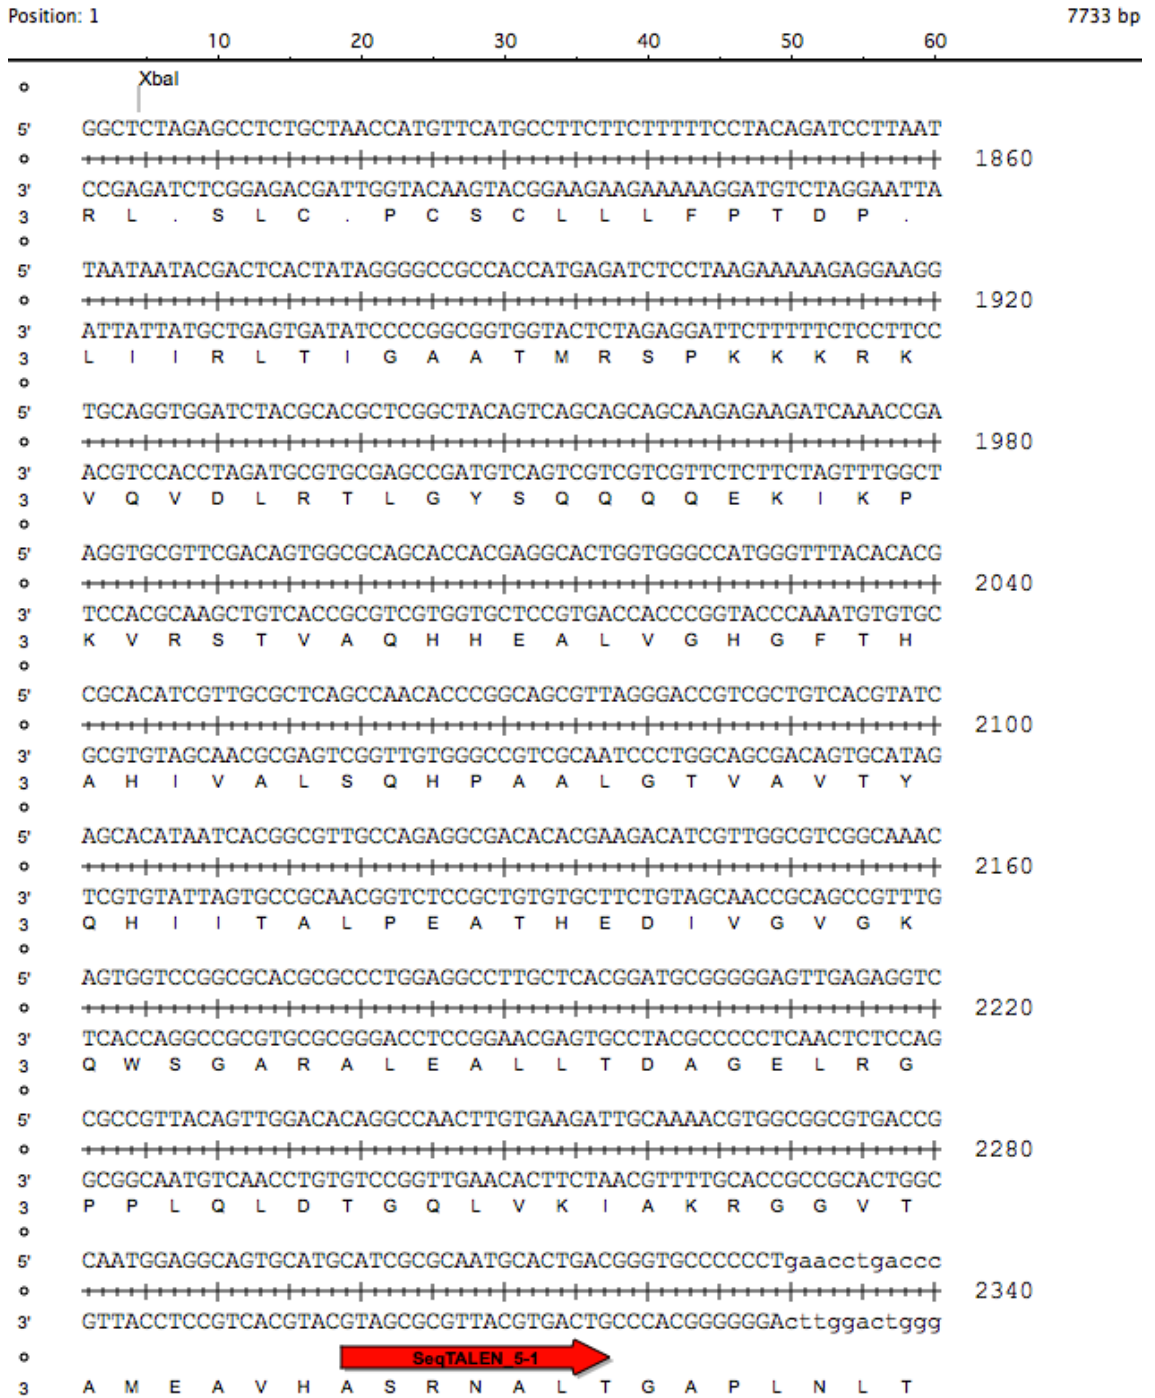 Position: 1 7733 bp
10 20 30 40 50 60
XbaI
5' GGCTCTAGAGCCTCTGCTAACCATGTTCATGCCTTCTTCTTTTTCCTACAGATCCTTAAT
1860
3' CCGAGATCTCGGAGACGATTGGTACAAGTACGGAAGAAGAAAAAGGATGTCTAGGAATTA
3 R L . S L C . P C S C L L L F P T D P .
5' TAATAATACGACTCACTATAGGGGCCGCCACCATGAGATCTCCTAAGAAAAAGAGGAAGG
1920
3' ATTATTATGCTGAGTGATATCCCCGGCGGTGGTACTCTAGAGGATTCTTTTTCTCCTTCC
3 L I I R L T I G A A T M R S P K K K R K
5' TGCAGGTGGATCTACGCACGCTCGGCTACAGTCAGCAGCAGCAAGAGAAGATCAAACCGA
1980
3' ACGTCCACCTAGATGCGTGCGAGCCGATGTCAGTCGTCGTCGTTCTCTTCTAGTTTGGCT
3 V Q V D L R T L G Y S Q Q Q Q E K I K P
5' AGGTGCGTTCGACAGTGGCGCAGCACCACGAGGCACTGGTGGGCCATGGGTTTACACACG
2040
3' TCCACGCAAGCTGTCACCGCGTCGTGGTGCTCCGTGACCACCCGGTACCCAAATGTGTGC
3 K V R S T V A Q H H E A L V G H G F T H
5' CGCACATCGTTGCGCTCAGCCAACACCCGGCAGCGTTAGGGACCGTCGCTGTCACGTATC
2100
3' GCGTGTAGCAACGCGAGTCGGTTGTGGGCCGTCGCAATCCCTGGCAGCGACAGTGCATAG
3 A H I V A L S Q H P A A L G T V A V T Y
5' AGCACATAATCACGGCGTTGCCAGAGGCGACACACGAAGACATCGTTGGCGTCGGCAAAC
2160
3' TCGTGTATTAGTGCCGCAACGGTCTCCGCTGTGTGCTTCTGTAGCAACCGCAGCCGTTTG
3 Q H I I T A L P E A T H E D I V G V G K
5' AGTGGTCCGGCGCACGCGCCCTGGAGGCCTTGCTCACGGATGCGGGGGAGTTGAGAGGTC
2220
3' TCACCAGGCCGCGTGCGCGGGACCTCCGGAACGAGTGCCTACGCCCCCTCAACTCTCCAG
3 Q W S G A R A L E A L L T D A G E L R G
5' CGCCGTTACAGTTGGACACAGGCCAACTTGTGAAGATTGCAAAACGTGGCGGCGTGACCG
2280
3' GCGGCAATGTCAACCTGTGTCCGGTTGAACACTTCTAACGTTTTGCACCGCCGCACTGGC
3 P P L Q L D T G Q L V K I A K R G G V T
5' CAATGGAGGCAGTGCATGCATCGCGCAATGCACTGACGGGTGCCCCCCTgaacctgaccc
2340
3' GTTACCTCCGTCACGTACGTAGCGCGTTACGTGACTGCCCACGGGGGGActtggactggg
SeqTALEN_5-1
3 A M E A V H A S R N A L T G A P L N L T